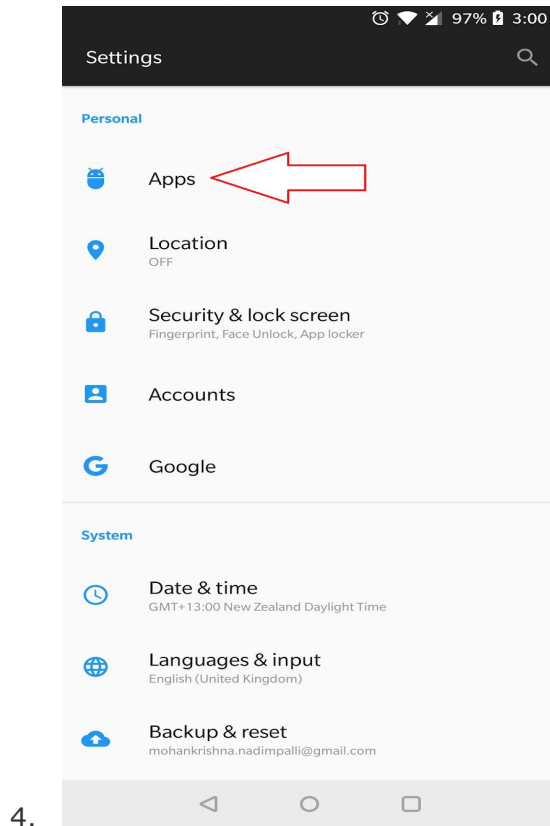 97% 3:00
Settings
Personal
Apps
Location
OFF
Security & lock screen
Fingerprint, Face Unlock, App locker
Accounts
Google
System
Date & time
GMT+13:00 New Zealand Daylight Time
Languages & input
English (United Kingdom)
Backup & reset
mohankrishna.nadimpalli@gmail.com
4.